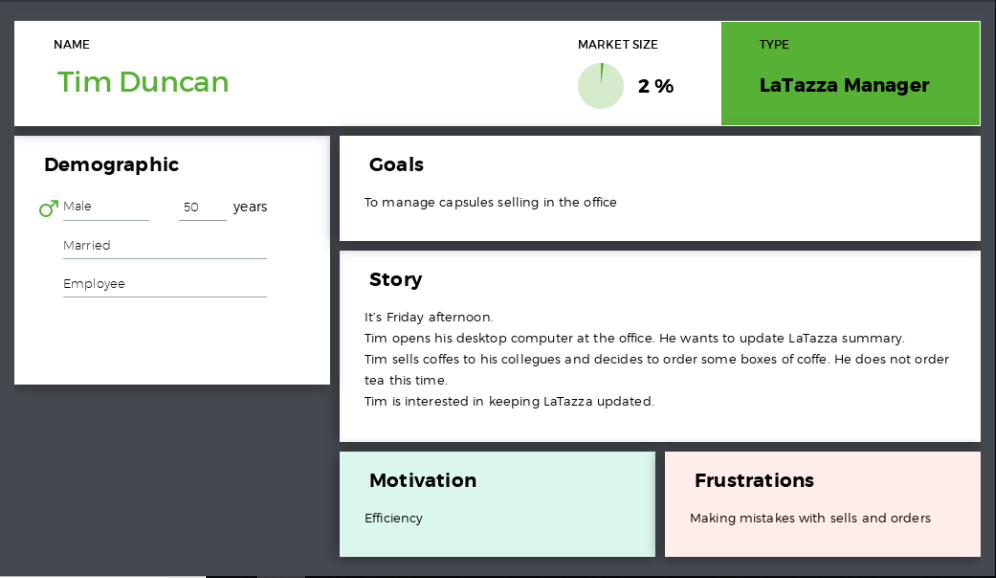 NAME
Tim Duncan
MARKET SIZE
2 %
TYPE
LaTazza Manager
Demographic
Male
50 years
Married
Employee
Goals
To manage capsules selling in the office
Story
It's Friday afternoon.
Tim opens his desktop computer at the office. He wants to update LaTazza summary.
Tim sells coffes to his collegues and decides to order some boxes of coffe. He does not order
tea this time.
Tim is interested in keeping LaTazza updated.
Motivation
Efficiency
Frustrations
Making mistakes with sells and orders